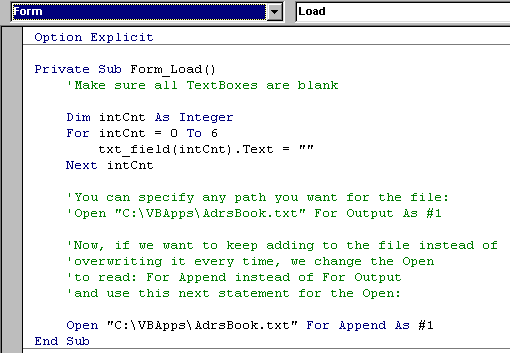 Form Load
Option Explicit
Private Sub Form_Load()
'Make sure all TextBoxes are blank
Dim intCnt As Integer
For intCnt = 0 To 6
txt_field(intCnt).Text = ""
Next intCnt
'You can specify any path you want for the file:
'Open "C:\VBApps\AdrsBook.txt" For Output As #1
'Now, if we want to keep adding to the file instead of
'overwriting it every time, we change the Open
'to read: For Append instead of For Output
'and use this next statement for the Open:
Open "C:\VBApps\AdrsBook.txt" For Append As #1
End Sub